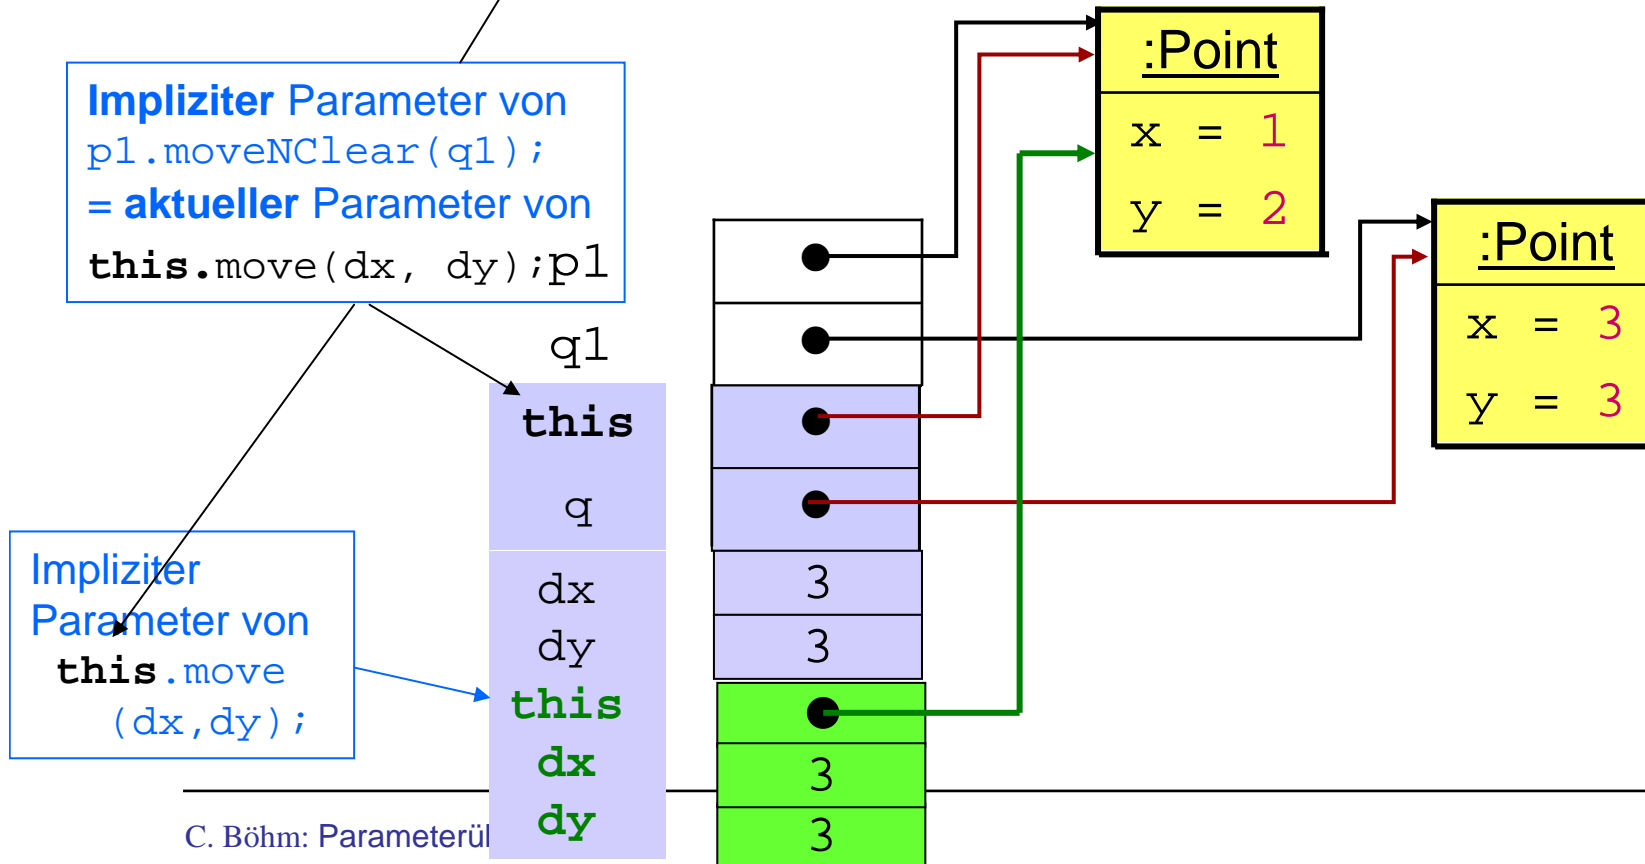 Impliziter Parameter von
p1.moveNClear(q1);
= aktueller Parameter von
this.move(dx, dy);
p1
q1
this
q
dx
dy
this
dx
dy
3
3
3
3
Impliziter
Parameter von
this.move
(dx,dy);
:Point
x = 1
y = 2
:Point
x = 3
y = 3
C. Böhm: